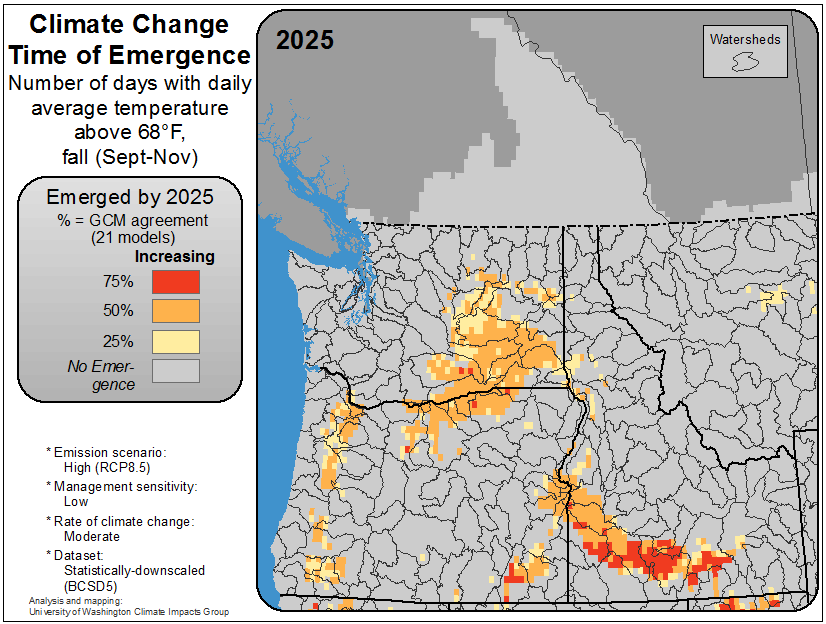 Climate Change
Time of Emergence
Number of days with daily
average temperature
above 68°F,
fall (Sept-Nov)
Emerged by 2025
% = GCM agreement
(21 models)
Increasing
75%
50%
25%
No Emer-
gence
* Emission scenario:
High (RCP8.5)
* Management sensitivity:
Low
* Rate of climate change:
Moderate
* Dataset:
Statistically-downscaled
(BCSD5)
Analysis and mapping:
University of Washington Climate Impacts Group
2025
Watersheds